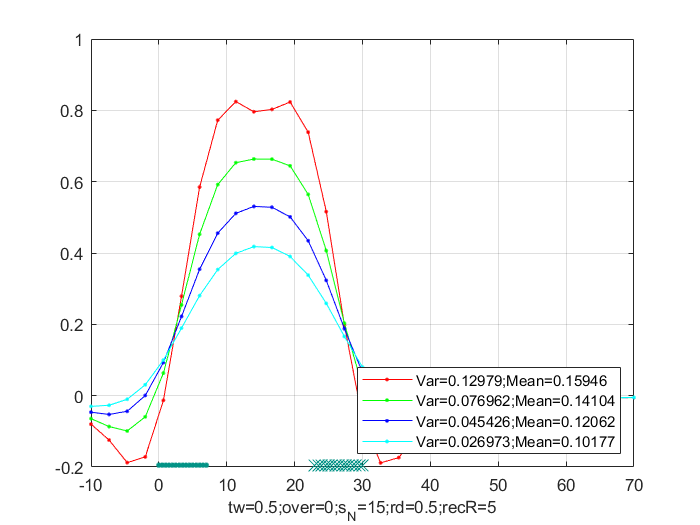 1
0.8
0.6
0.4
0.2
0
-0.2
-10 0 10 20 30 40 50 60 70
Var=0.12979;Mean=0.15946
Var=0.076962;Mean=0.14104
Var=0.045426;Mean=0.12062
Var=0.026973;Mean=0.10177
tw=0.5;over=0;s_N=15;rd=0.5;recR=5